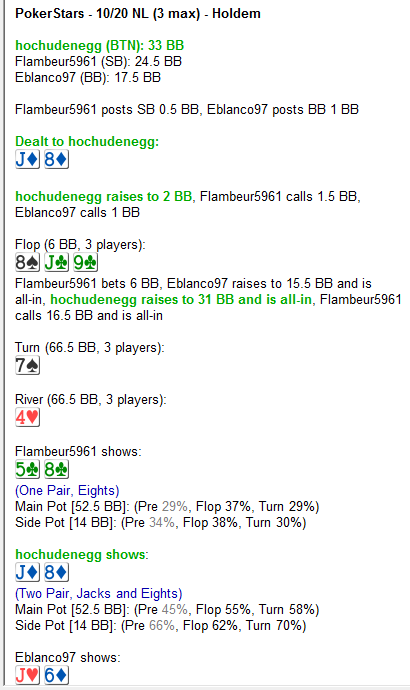 PokerStars - 10/20 NL (3 max) - Holdem
hochudenegg (BTN): 33 BB
Flambeur5961 (SB): 24.5 BB
Eblanco97 (BB): 17.5 BB
Flambeur5961 posts SB 0.5 BB, Eblanco97 posts BB 1 BB
Dealt to hochudenegg:
J♦ 8♦
hochudenegg raises to 2 BB, Flambeur5961 calls 1.5 BB,
Eblanco97 calls 1 BB
Flop (6 BB, 3 players):
8♠ J♣ 9♣
Flambeur5961 bets 6 BB, Eblanco97 raises to 15.5 BB and is
all-in, hochudenegg raises to 31 BB and is all-in, Flambeur5961
calls 16.5 BB and is all-in
Turn (66.5 BB, 3 players):
7♠
River (66.5 BB, 3 players):
4♥
Flambeur5961 shows:
5♣ 8♣
(One Pair, Eights)
Main Pot [52.5 BB]: (Pre 29%, Flop 37%, Turn 29%)
Side Pot [14 BB]: (Pre 34%, Flop 38%, Turn 30%)
hochudenegg shows:
J♦ 8♦
(Two Pair, Jacks and Eights)
Main Pot [52.5 BB]: (Pre 45%, Flop 55%, Turn 58%)
Side Pot [14 BB]: (Pre 66%, Flop 62%, Turn 70%)
Eblanco97 shows:
J♥ 6♦